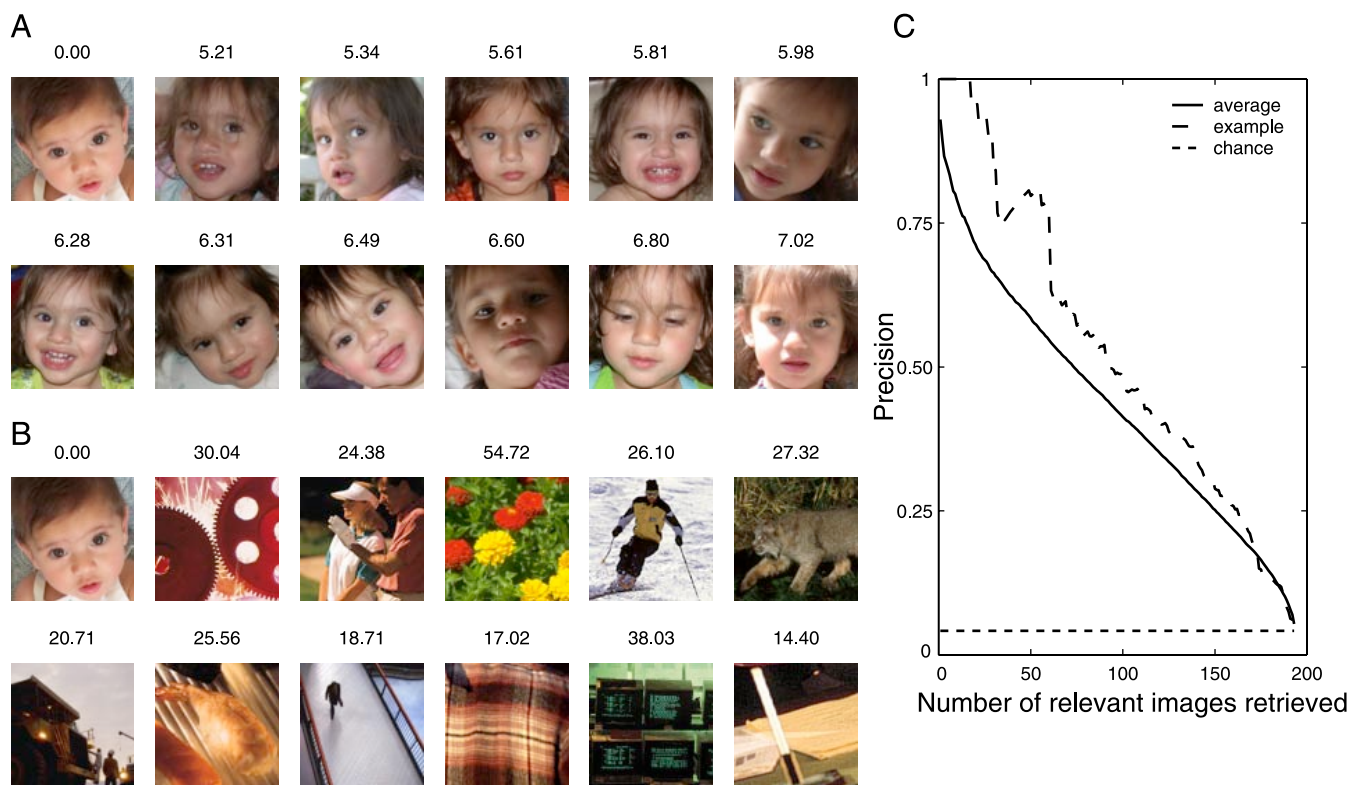 A
0.00 5.21 5.34 5.61 5.81 5.98
6.28 6.31 6.49 6.60 6.80 7.02
B
0.00 30.04 24.38 54.72 26.10 27.32
20.71 25.56 18.71 17.02 38.03 14.40
C
1
0.75
0.50
0.25
0
Precision
average
example
chance
0 50 100 150 200
Number of relevant images retrieved